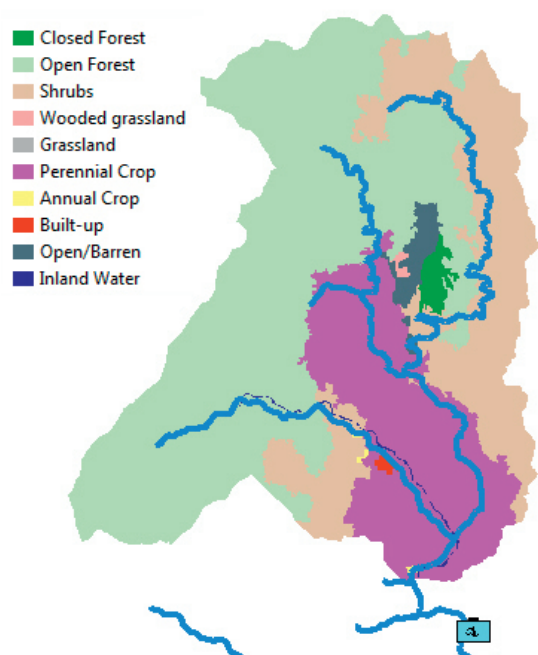 Closed Forest
Open Forest
Shrubs
Wooded grassland
Grassland
Perennial Crop
Annual Crop
Built-up
Open/Barren
Inland Water